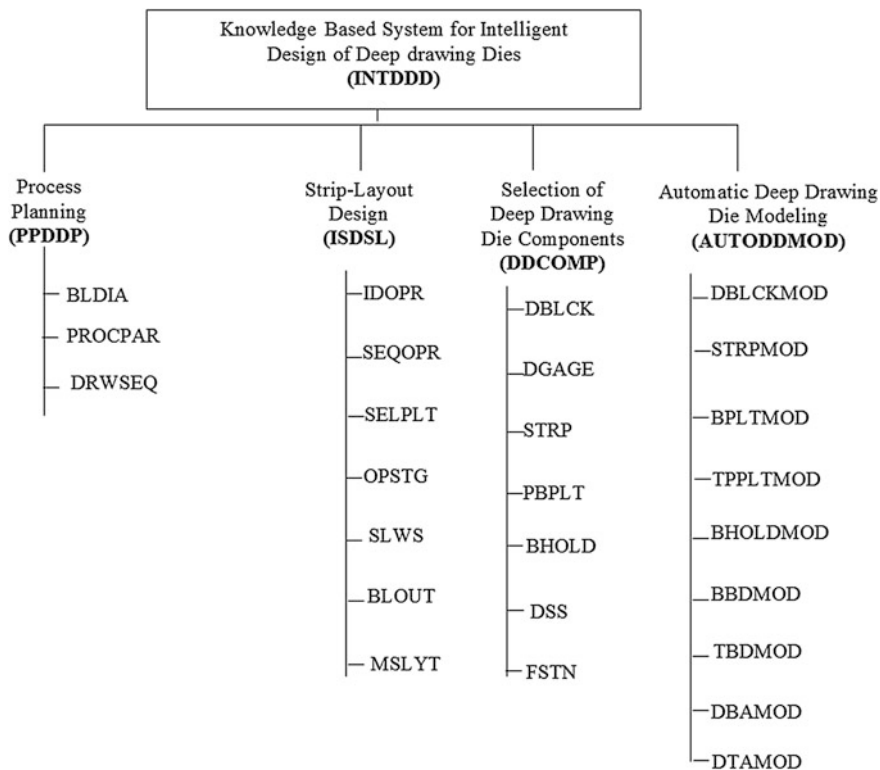 Knowledge Based System for Intelligent
Design of Deep drawing Dies
(INTDDD)
Process
Planning
(PPDDP)
BLDIA
PROCPAR
DRWSEQ
Strip-Layout
Design
(ISDSL)
IDOPR
SEQOPR
SELPLT
OPSTG
SLWS
BLOUT
MSLYT
Selection of
Deep Drawing
Die Components
(DDCOMP)
DBLCK
DGAGE
STRP
PBPLT
BHOLD
DSS
FSTN
Automatic Deep Drawing
Die Modeling
(AUTODDMOD)
DBLCKMOD
STRPMOD
BPLTMOD
TPPLTMOD
BHOLDMOD
BBDMOD
TBDMOD
DBAMOD
DTAMOD